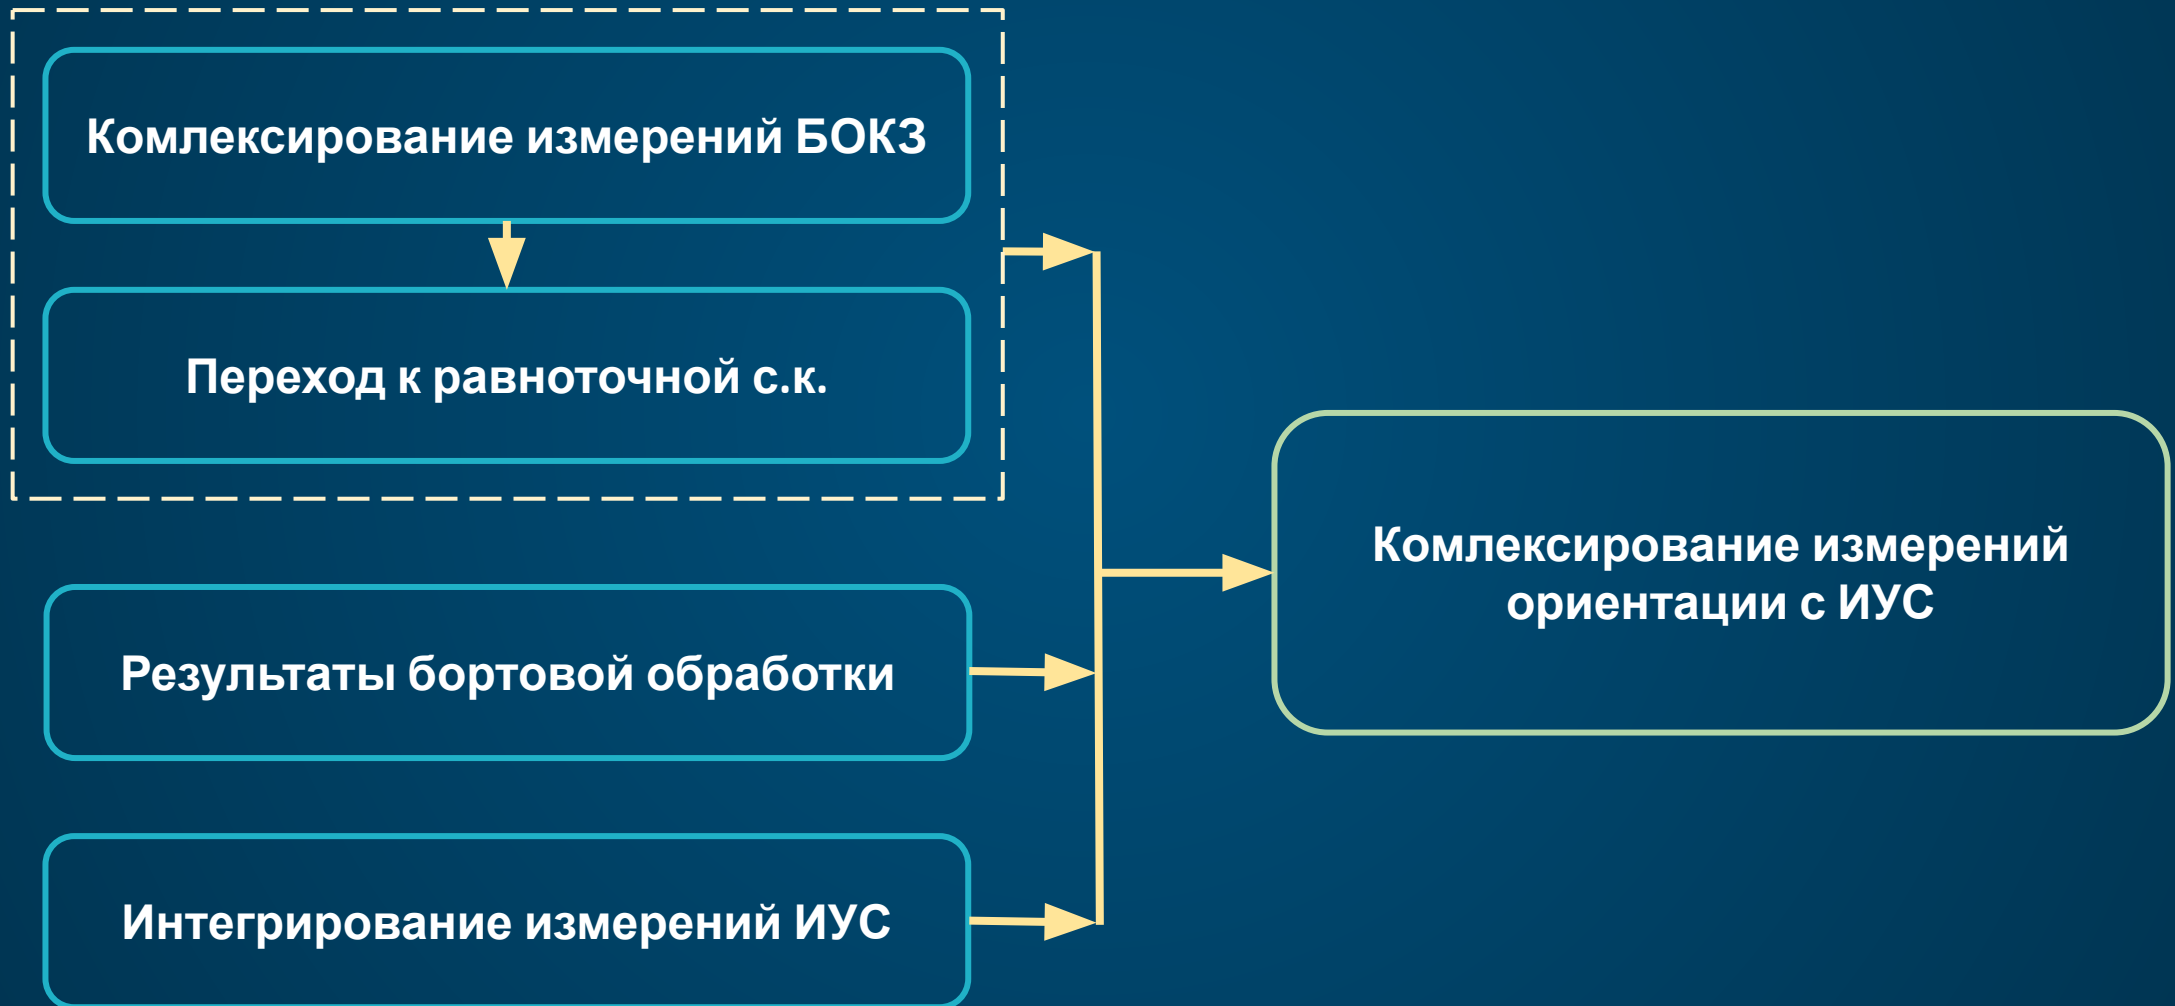 Комлексирование измерений БОКЗ
Переход к равноточной с.к.
Комлексирование измерений
ориентации с ИУС
Результаты бортовой обработки
Интегрирование измерений ИУС